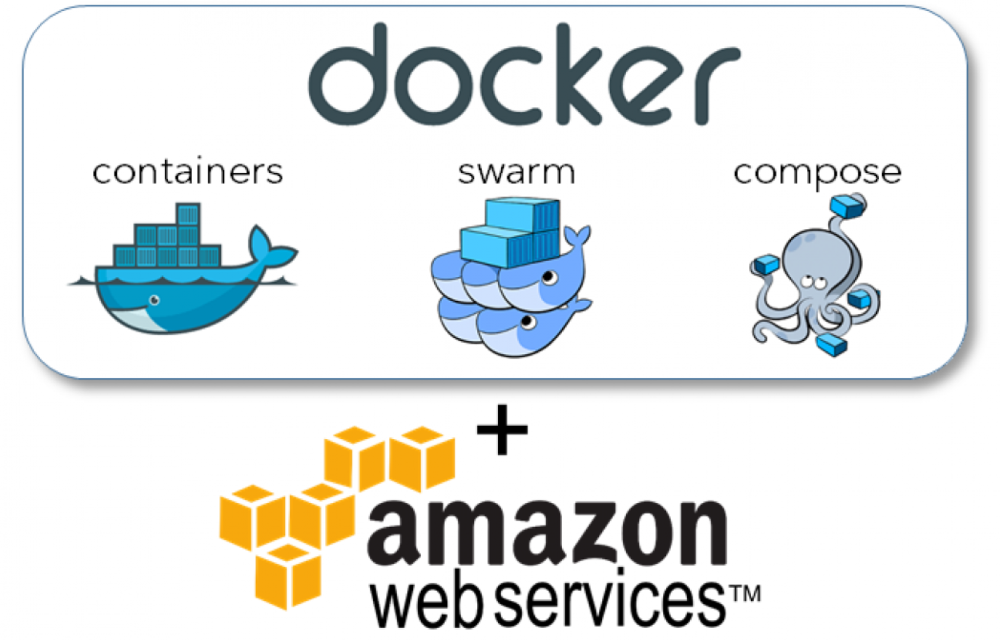 docker
containers swarm compose
+
amazon
web services™